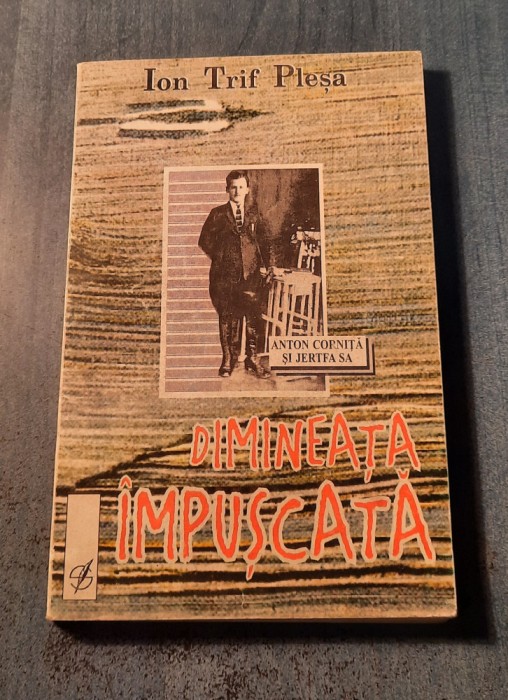 Ion Trif Pleșa
ANTON CORNIȚĂ
ȘI JERTFA SA
DIMINEAȚA
ÎMPUȘCATĂ